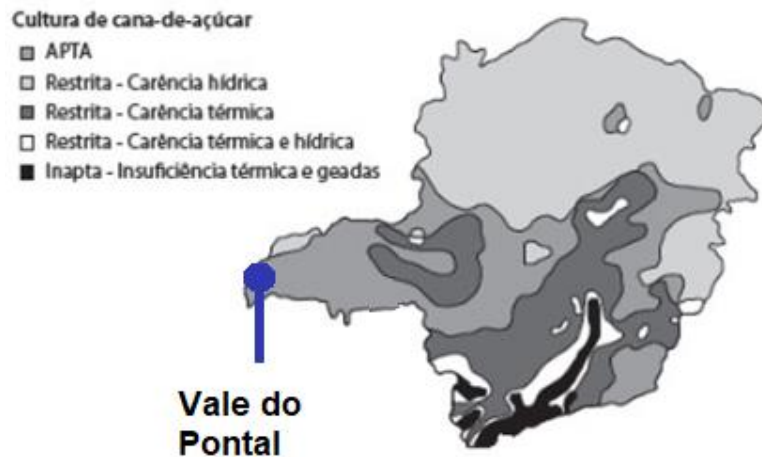 Cultura de cana-de-açúcar
APTA
Restrita - Carência hídrica
Restrita - Carência térmica
Restrita - Carência térmica e hídrica
Inapta - Insuficiência térmica e geadas
Vale do
Pontal